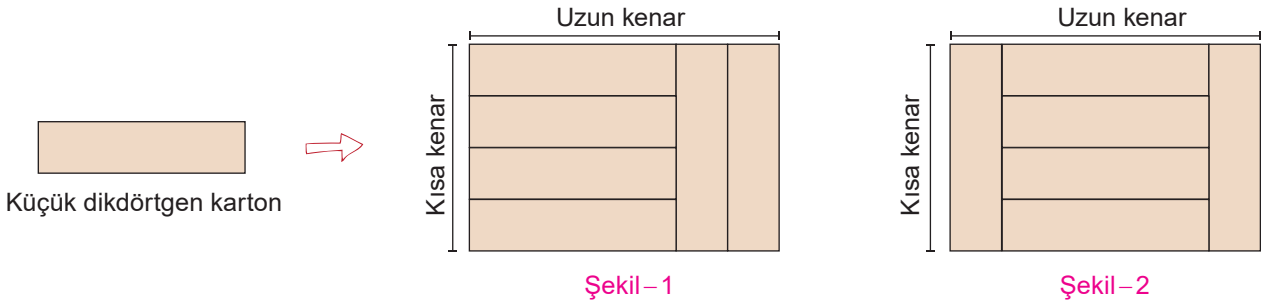 Uzun kenar
Uzun kenar
Kısa kenar
Kısa kenar
Küçük dikdörtgen karton
Şekil–1
Şekil–2